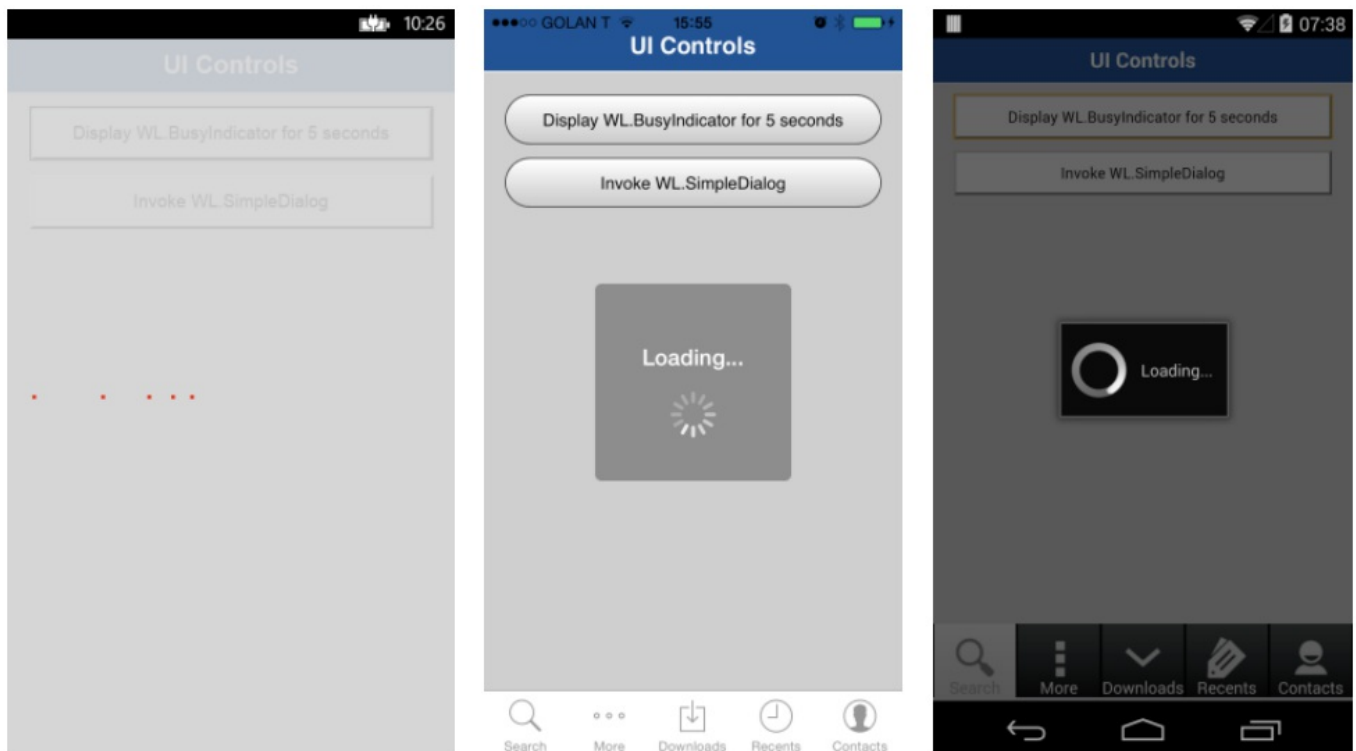 10:26
UI Controls
Display WL.BusyIndicator for 5 seconds
Invoke WL.SimpleDialog
GOLAN T 15:55
UI Controls
Display WL.BusyIndicator for 5 seconds
Invoke WL.SimpleDialog
Loading...
Search More Downloads Recents Contacts
07:38
UI Controls
Display WL.BusyIndicator for 5 seconds
Invoke WL.SimpleDialog
Loading...
Search More Downloads Recents Contacts